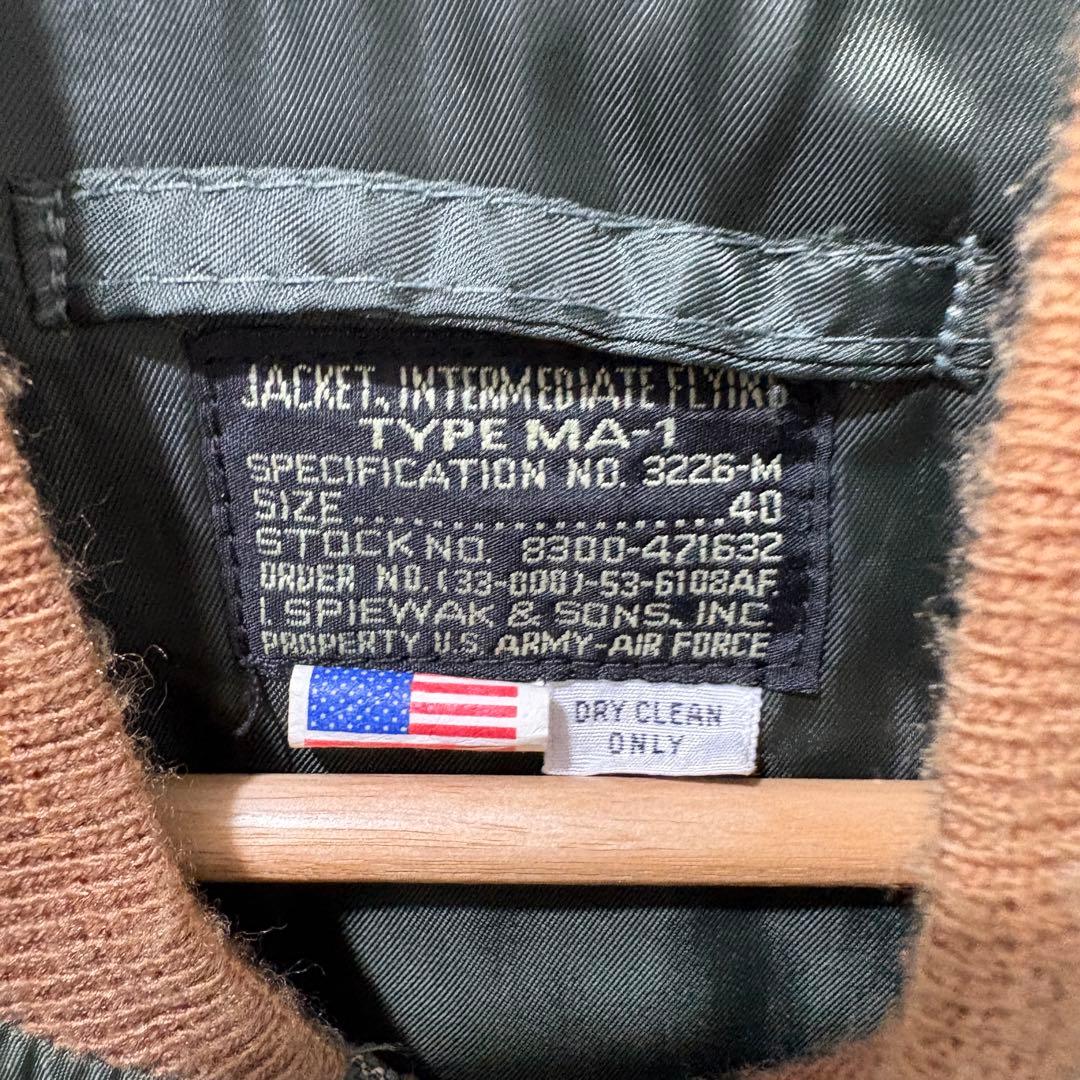 JACKET, INTERMEDIATE FLYING
TYPE MA-1
SPECIFICATION NO. 3226-M
SIZE....................40
STOCK NO. 8300-471632
ORDER NO.(33-000)-53-6108AF.
I.SPIEWAK & SONS, INC.
PROPERTY U.S. ARMY-AIR FORCE
DRY CLEAN
ONLY